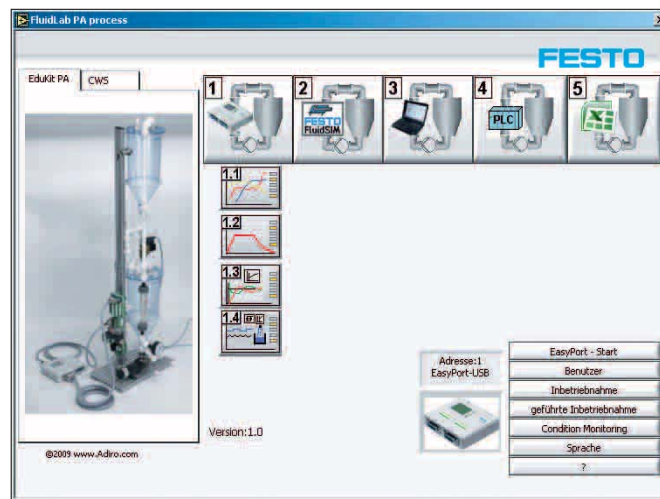 FluidLab PA process
FESTO
EduKit PA
CWS
1
2
3
4
5
FESTO
FluidSIM
PLC
X
1.1
1.2
1.3
1.4
Adresse:1
EasyPort-USB
EasyPort - Start
Benutzer
Inbetriebnahme
geführte Inbetriebnahme
Condition Monitoring
Sprache
?
Version:1.0
©2009 www.Adiro.com